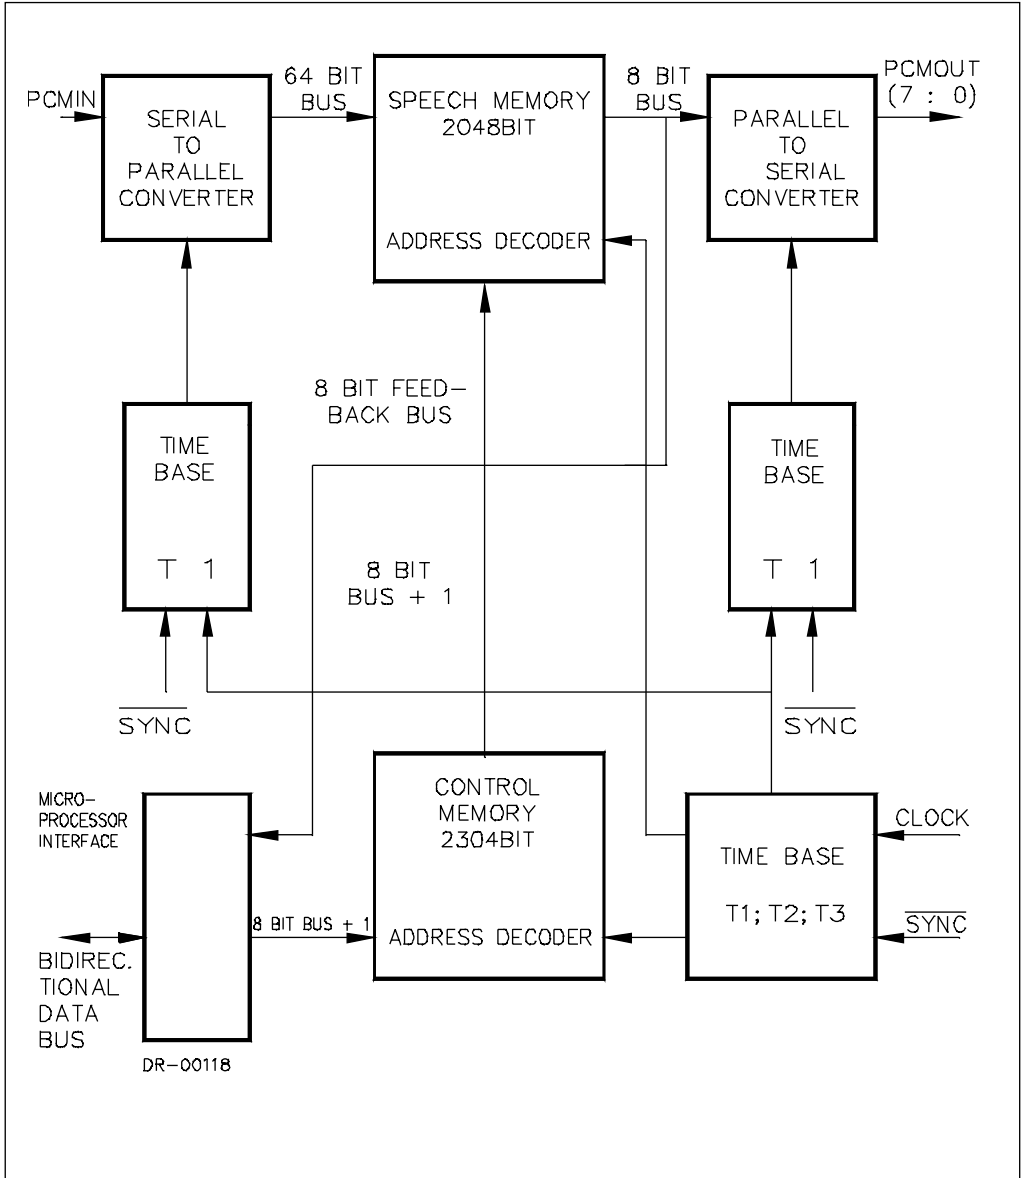 PCMIN
SERIAL
TO
PARALLEL
CONVERTER
64 BIT
BUS
SPEECH MEMORY
2048BIT
ADDRESS DECODER
8 BIT
BUS
PARALLEL
TO
SERIAL
CONVERTER
PCMOUT
(7 : 0)
8 BIT FEED-
BACK BUS
TIME
BASE
T 1
TIME
BASE
T 1
8 BIT
BUS + 1
SYNC
SYNC
MICRO-
PROCESSOR
INTERFACE
BIDIREC.
TIONAL
DATA
BUS
8 BIT BUS + 1
CONTROL
MEMORY
2304BIT
ADDRESS DECODER
TIME BASE
T1; T2; T3
CLOCK
SYNC
DR-00118